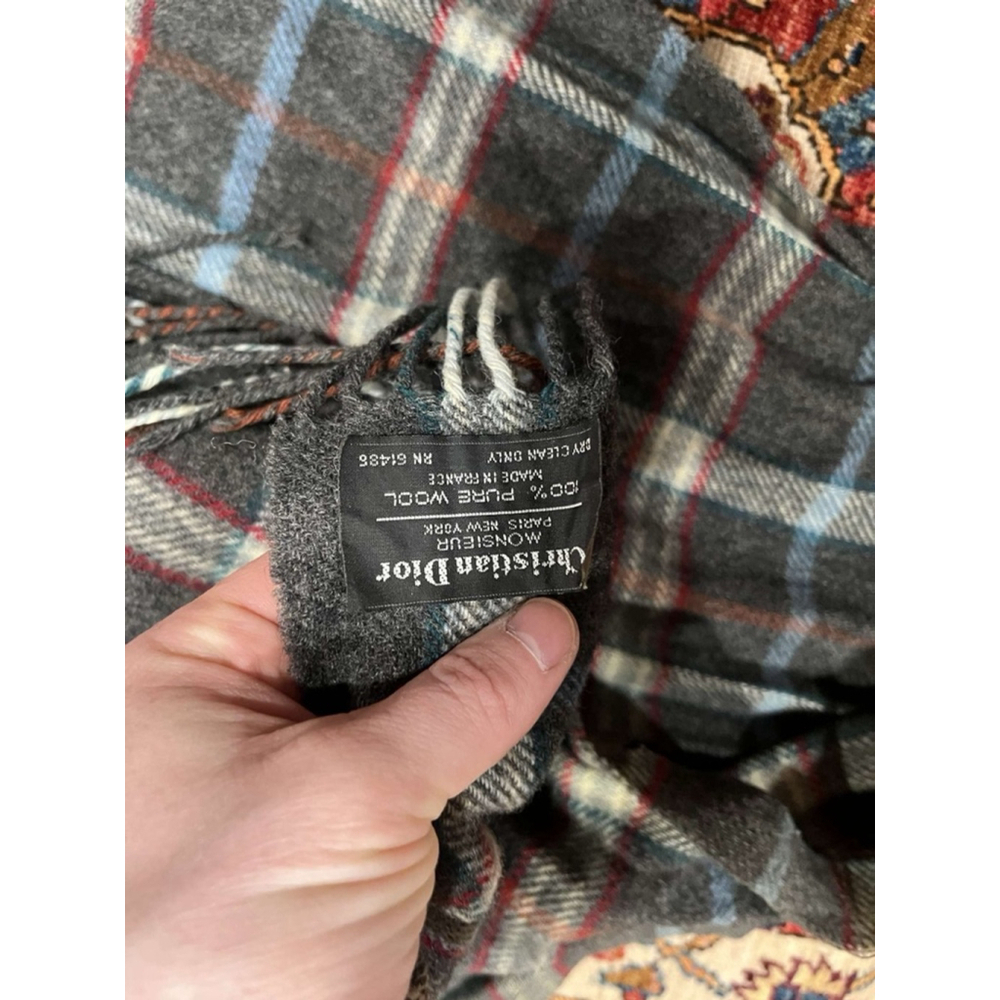 Christian Dior
MONSIEUR
PARIS NEW YORK
100% PURE WOOL
MADE IN FRANCE
DRY CLEAN ONLY RN 61486